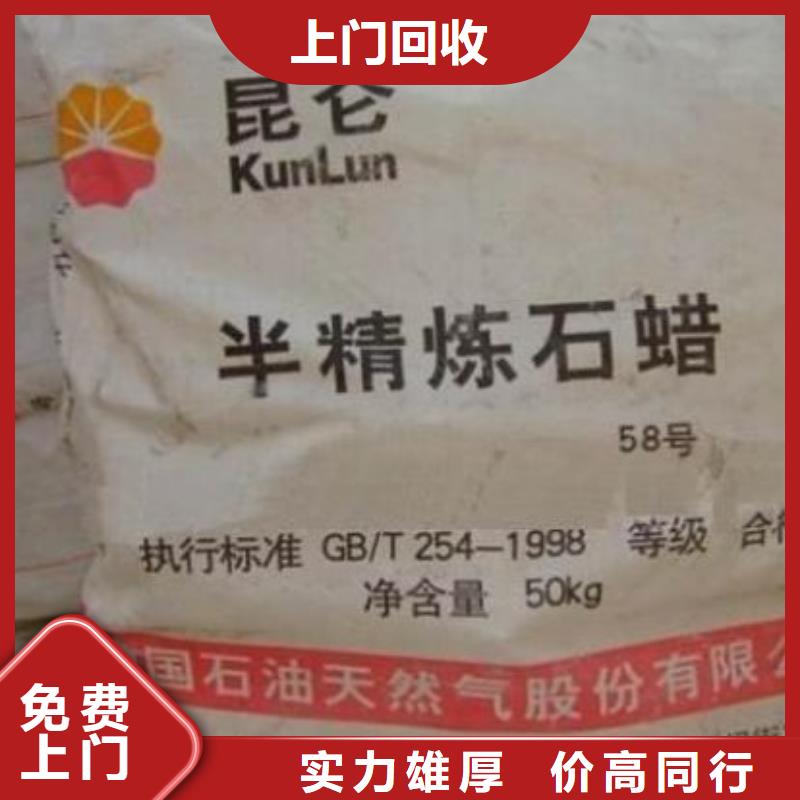 上门回收
昆仑
KunLun
半精炼石蜡
58号
执行标准 GB/T 254—1998 等级 合
净含量 50kg
国石油天然气股份有限
免费
上门
实力雄厚 价高同行